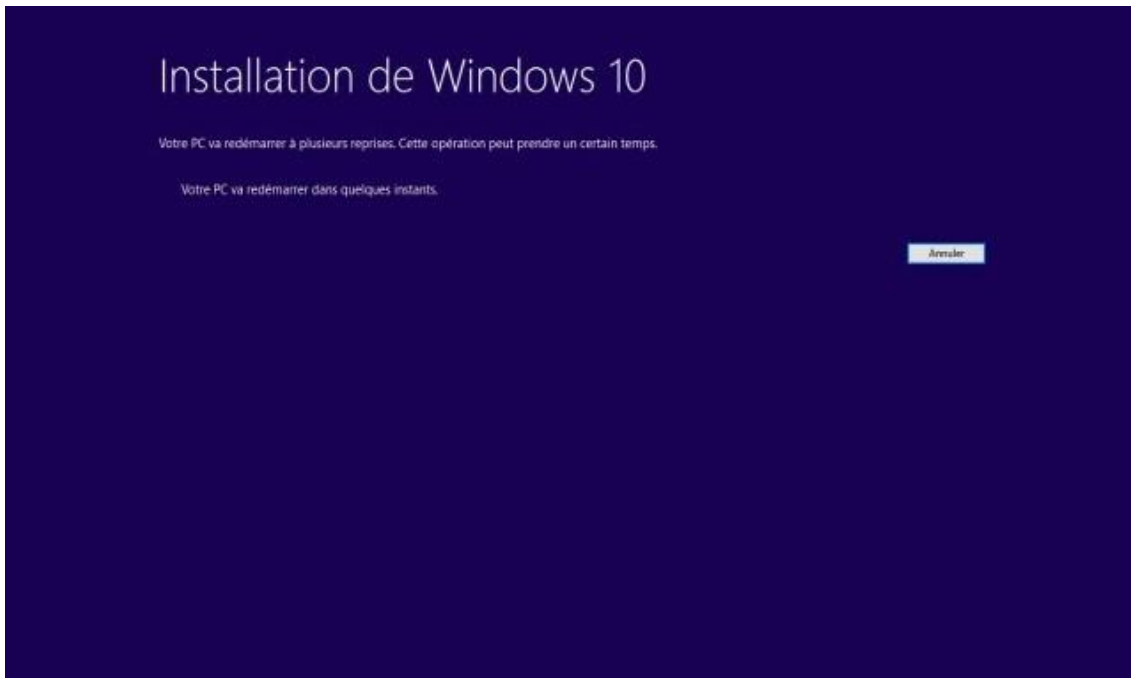 Installation de Windows 10
Votre PC va redémarrer à plusieurs reprises. Cette opération peut prendre un certain temps.
Votre PC va redémarrer dans quelques instants.
Annuler